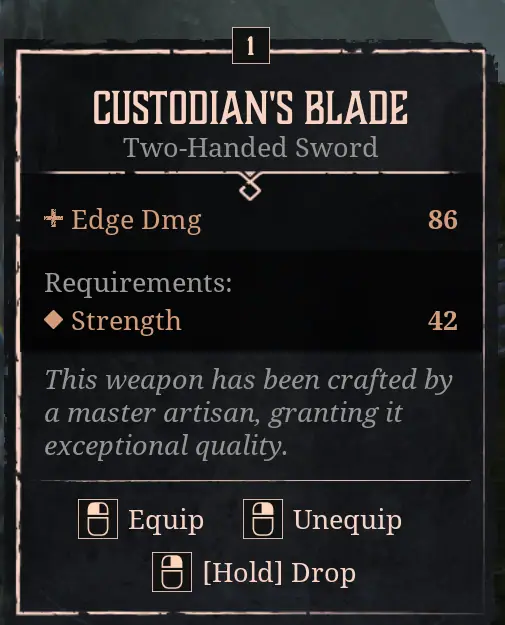 1
CUSTODIAN'S BLADE
Two-Handed Sword
Edge Dmg 86
Requirements:
Strength 42
This weapon has been crafted by
a master artisan, granting it
exceptional quality.
Equip Unequip
[Hold] Drop